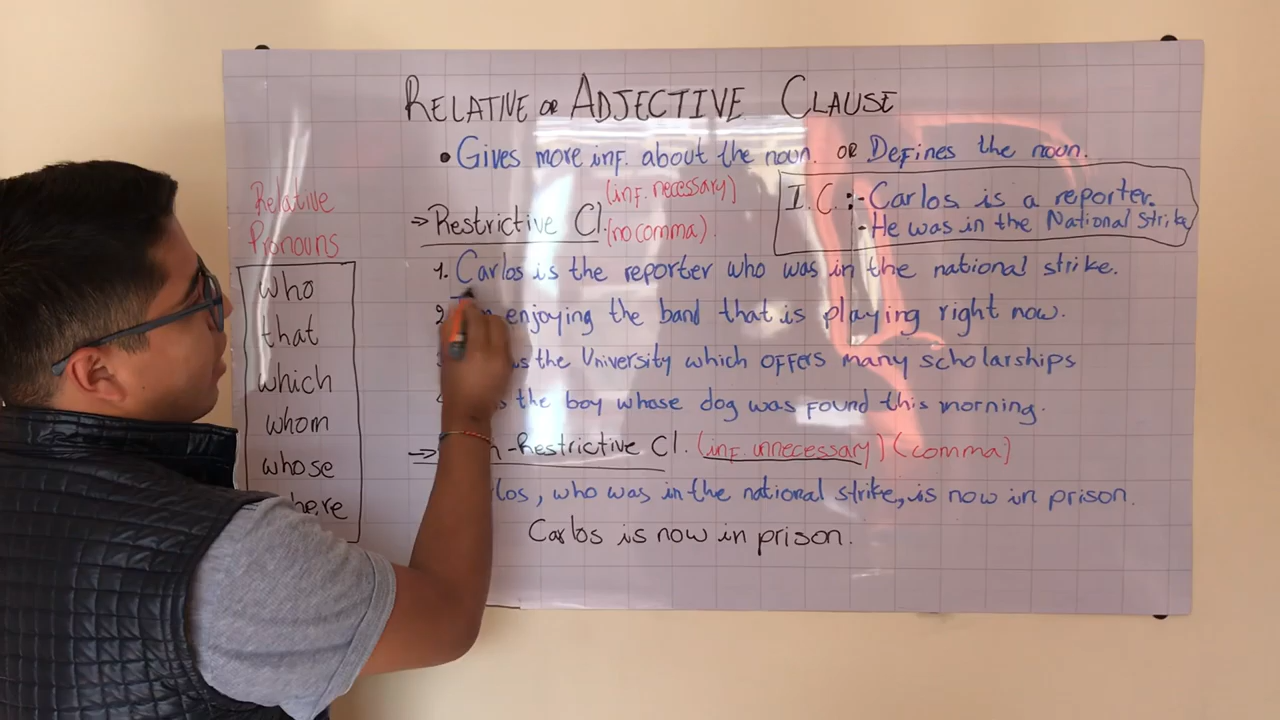 RELATIVE OR ADJECTIVE CLAUSE
• Gives more inf. about the noun. OR Defines the noun.
I.C.:- Carlos is a reporter.
- He was in the National Strike
Relative
Pronouns
who
that
which
whom
whose
⇒ Restrictive Cl. (inf. necessary)
(no comma).
1. Carlos is the reporter who was in the national strike.
2. enjoying the band that is playing right now.
the University which offers many scholarships
the boy whose dog was found this morning.
-Restrictive Cl. (inf. unnecessary) (comma)
, who was in the national strike, is now in prison.
Carlos is now in prison.